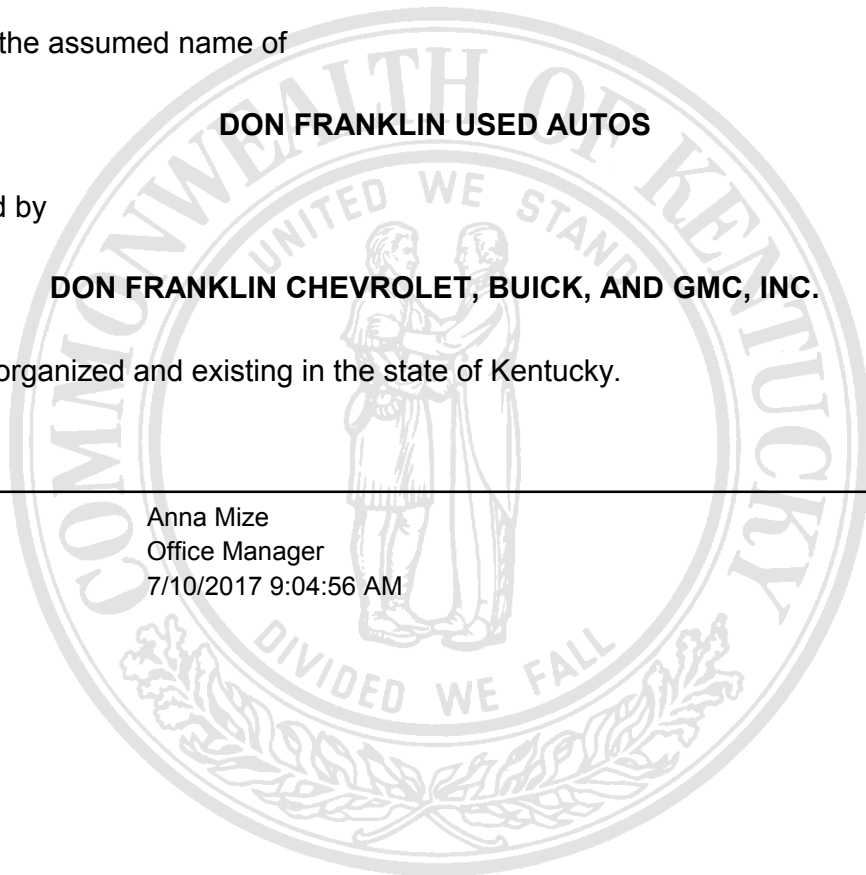 the assumed name of
DON FRANKLIN USED AUTOS
d by
DON FRANKLIN CHEVROLET, BUICK, AND GMC, INC.
organized and existing in the state of Kentucky.
Anna Mize
Office Manager
7/10/2017 9:04:56 AM
COMMONWEALTH OF KENTUCKY
UNITED WE STAND
DIVIDED WE FALL